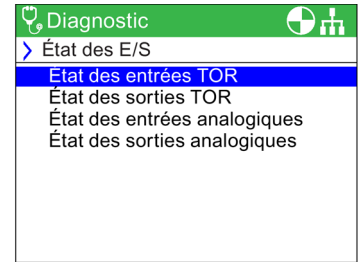 Diagnostic
État des E/S
État des entrées TOR
État des sorties TOR
État des entrées analogiques
État des sorties analogiques